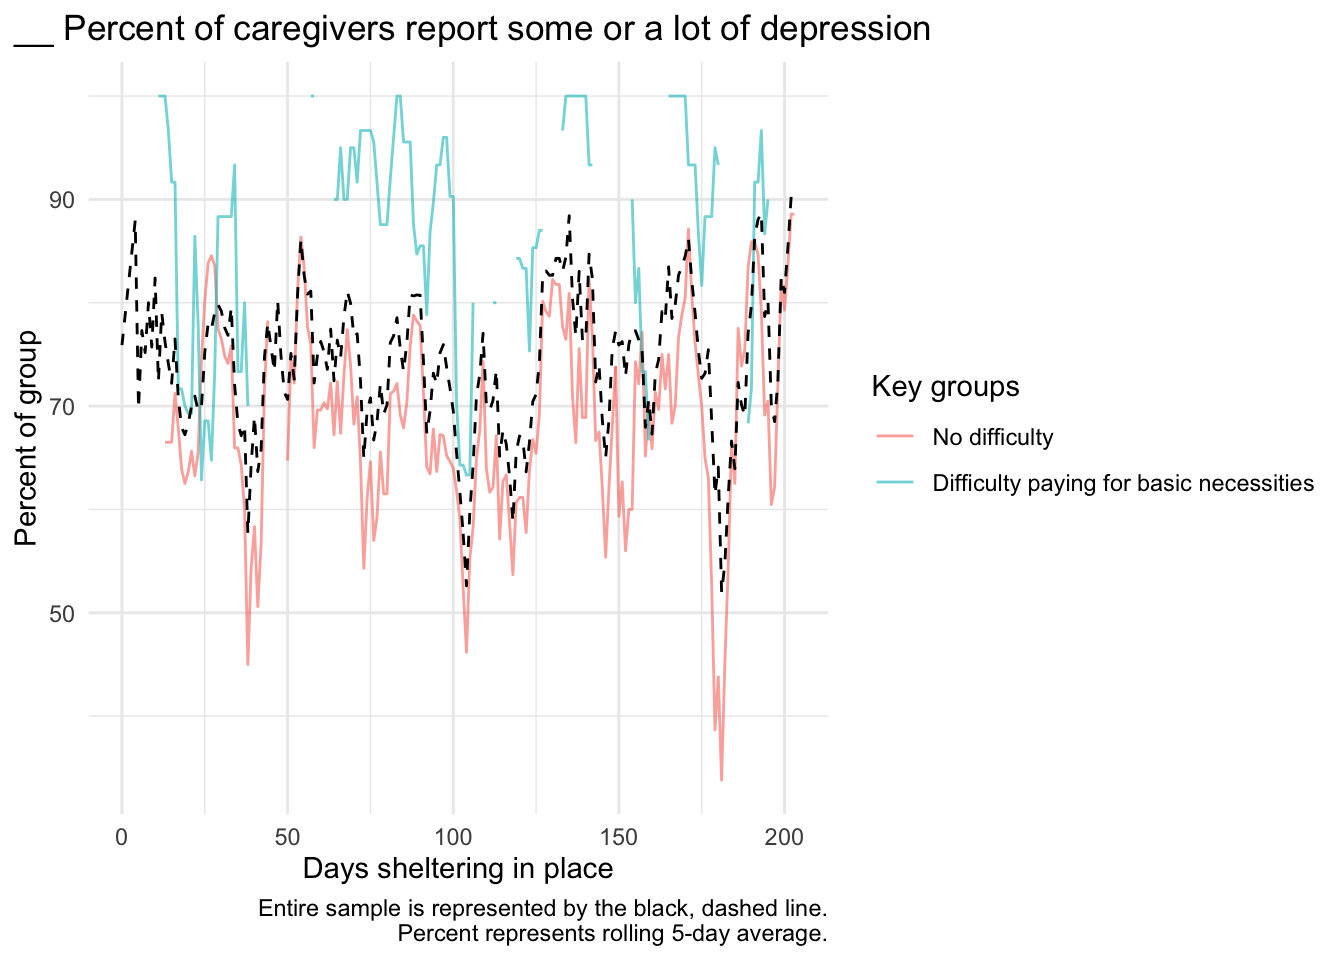 __ Percent of caregivers report some or a lot of depression
Percent of group
90
70
50
0 50 100 150 200
Days sheltering in place
Key groups
No difficulty
Difficulty paying for basic necessities
Entire sample is represented by the black, dashed line.
Percent represents rolling 5-day average.